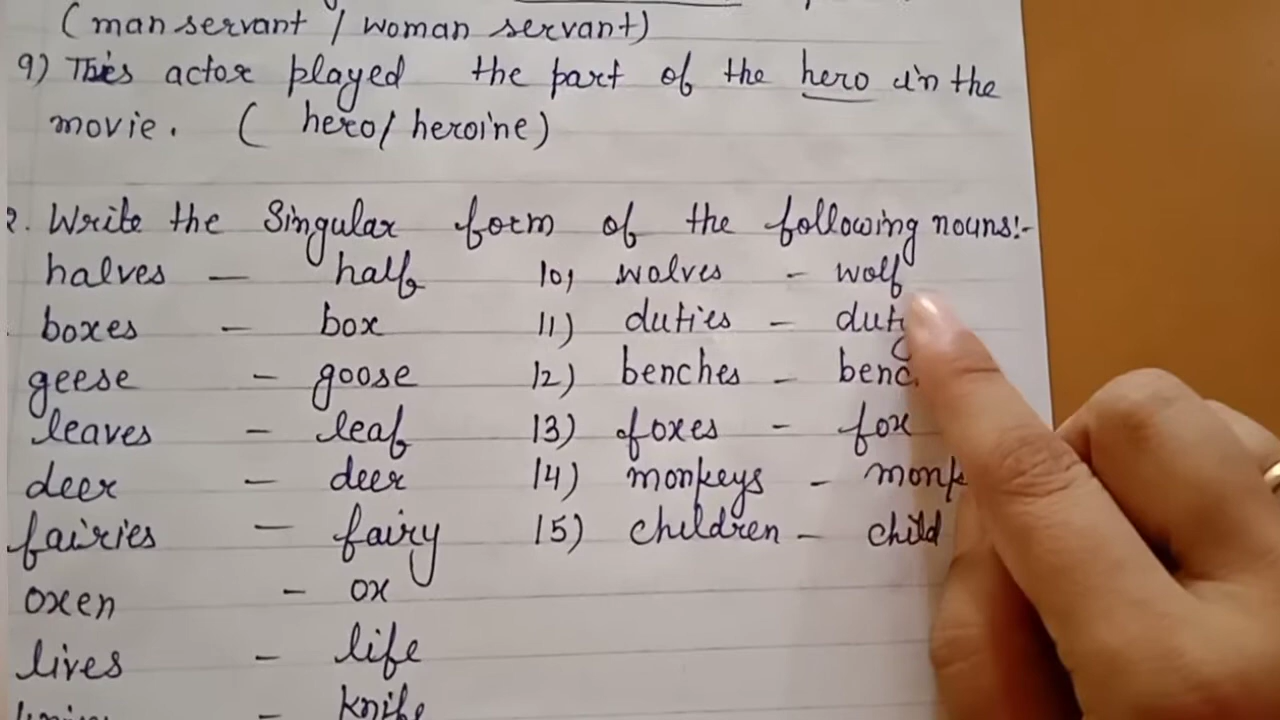 (man servant / woman servant)
9) This actor played the part of the hero in the
movie. ( hero/ heroine)
2. Write the Singular form of the following nouns:-
halves - half 10) wolves - wolf
boxes - box 11) duties - duty
geese - goose 12) benches - benc
leaves - leaf 13) foxes - fox
deer - deer 14) monkeys - monk
fairies - fairy 15) children - child
oxen - ox
lives - life
- knife